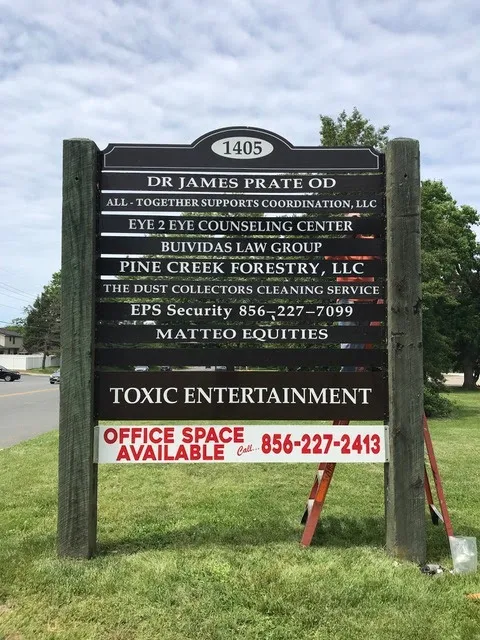 1405
DR JAMES PRATE OD
ALL - TOGETHER SUPPORTS COORDINATION, LLC
EYE 2 EYE COUNSELING CENTER
BUIVIDAS LAW GROUP
PINE CREEK FORESTRY, LLC
THE DUST COLLECTORS CLEANING SERVICE
EPS Security 856-227-7099
MATTEO EQUITIES
TOXIC ENTERTAINMENT
OFFICE SPACE
AVAILABLE Call... 856-227-2413